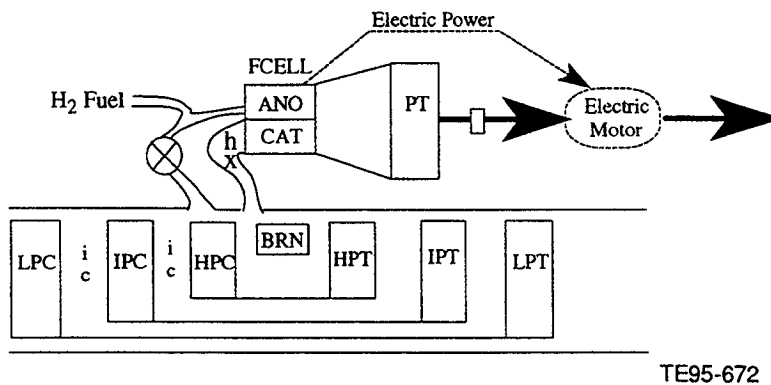 Electric Power
FCELL
H₂ Fuel
ANO
CAT
h
x
PT
Electric
Motor
LPC
i
c
IPC
i
c
HPC
BRN
HPT
IPT
LPT
TE95-672